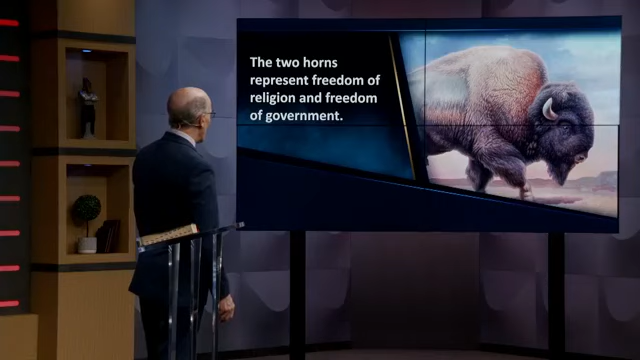 The two horns
represent freedom of
religion and freedom
of government.